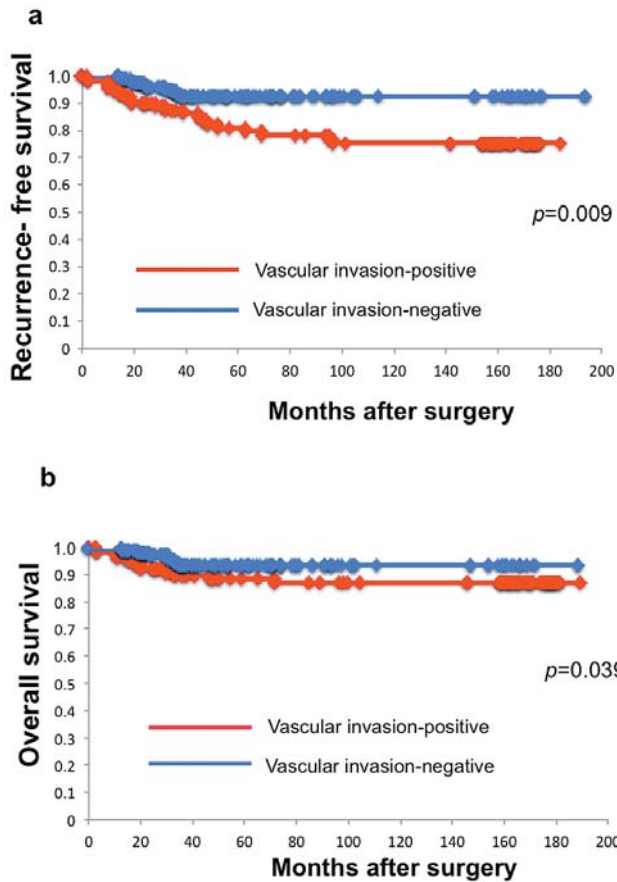 a
Recurrence- free survival
1.0
0.9
0.8
0.7
0.6
0.5
0.4
0.3
0.2
0.1
0
p=0.009
Vascular invasion-positive
Vascular invasion-negative
0 20 40 60 80 100 120 140 160 180 200
Months after surgery
b
Overall survival
1.0
0.9
0.8
0.7
0.6
0.5
0.4
0.3
0.2
0.1
0
p=0.039
Vascular invasion-positive
Vascular invasion-negative
0 20 40 60 80 100 120 140 160 180 200
Months after surgery